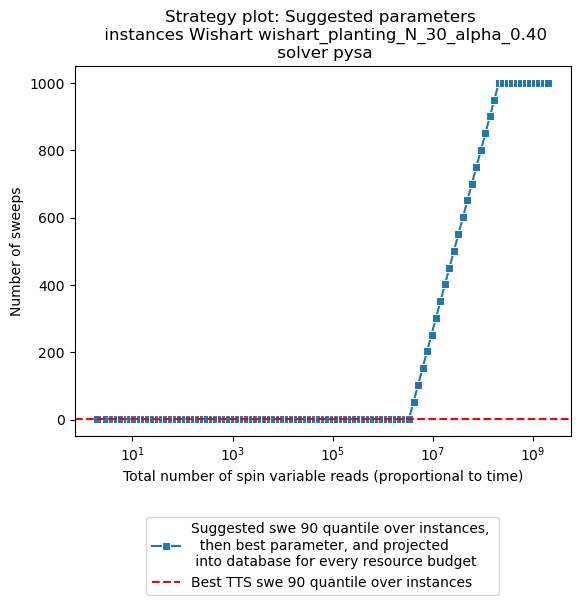 Strategy plot: Suggested parameters
instances Wishart wishart_planting_N_30_alpha_0.40
solver pysa
1000
800
600
400
200
0
Number of sweeps
10^1
10^3
10^5
10^7
10^9
Total number of spin variable reads (proportional to time)
Suggested swe 90 quantile over instances,
then best parameter, and projected
into database for every resource budget
Best TTS swe 90 quantile over instances